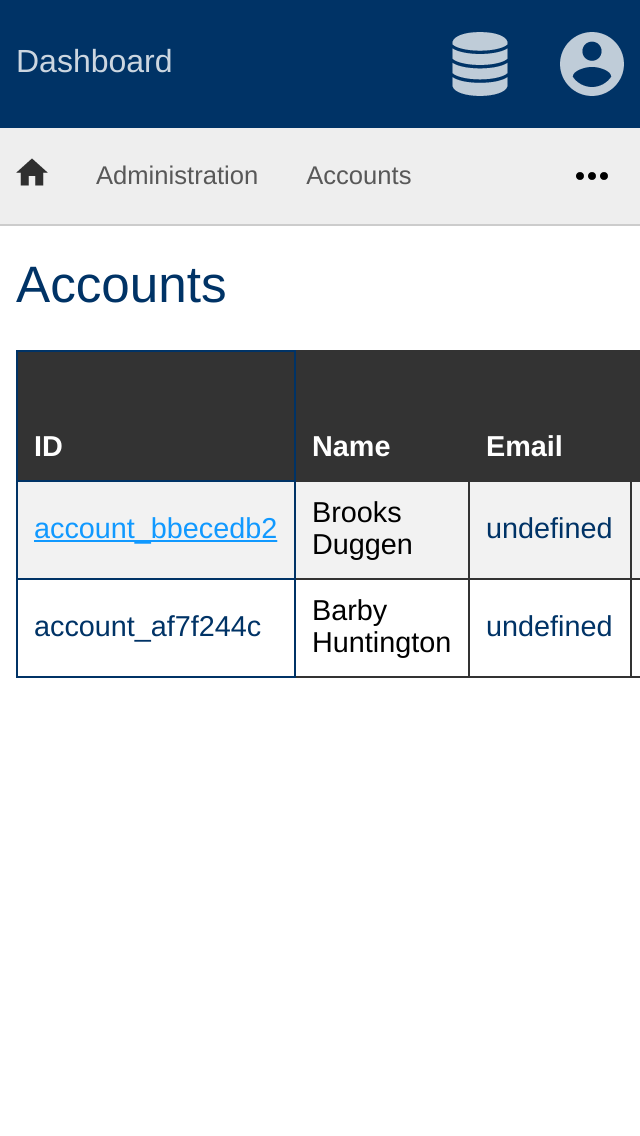 Dashboard
Administration Accounts
Accounts
ID Name Email
account_bbecedb2 Brooks Duggen undefined
account_af7f244c Barby Huntington undefined